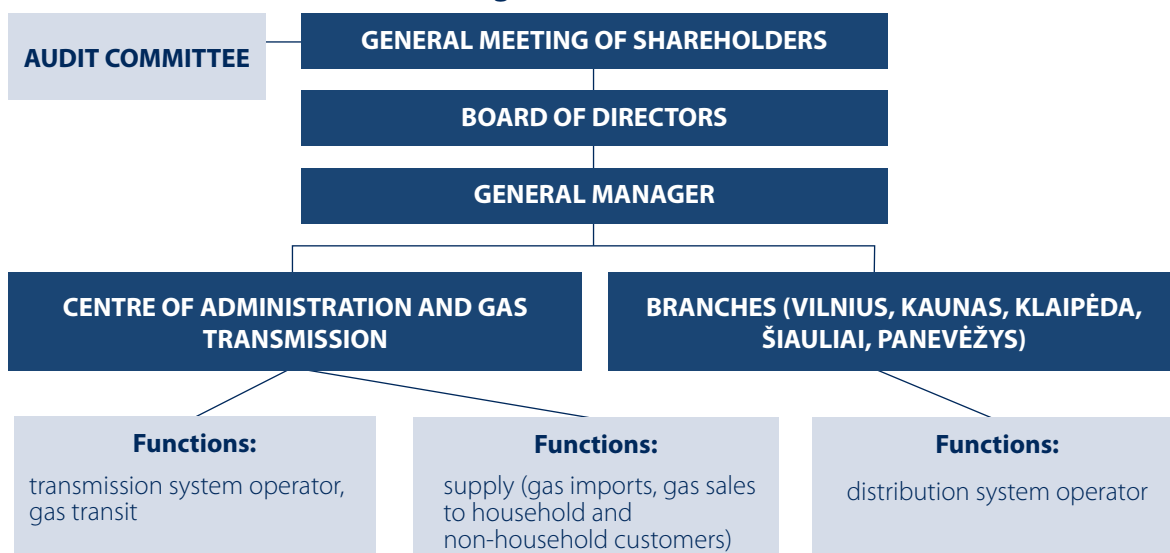 AUDIT COMMITTEE
GENERAL MEETING OF SHAREHOLDERS
BOARD OF DIRECTORS
GENERAL MANAGER
CENTRE OF ADMINISTRATION AND GAS
TRANSMISSION
BRANCHES (VILNIUS, KAUNAS, KLAIPĖDA,
ŠIAULIAI, PANEVĖŽYS)
Functions:
transmission system operator,
gas transit
Functions:
supply (gas imports, gas sales
to household and
non-household customers)
Functions:
distribution system operator